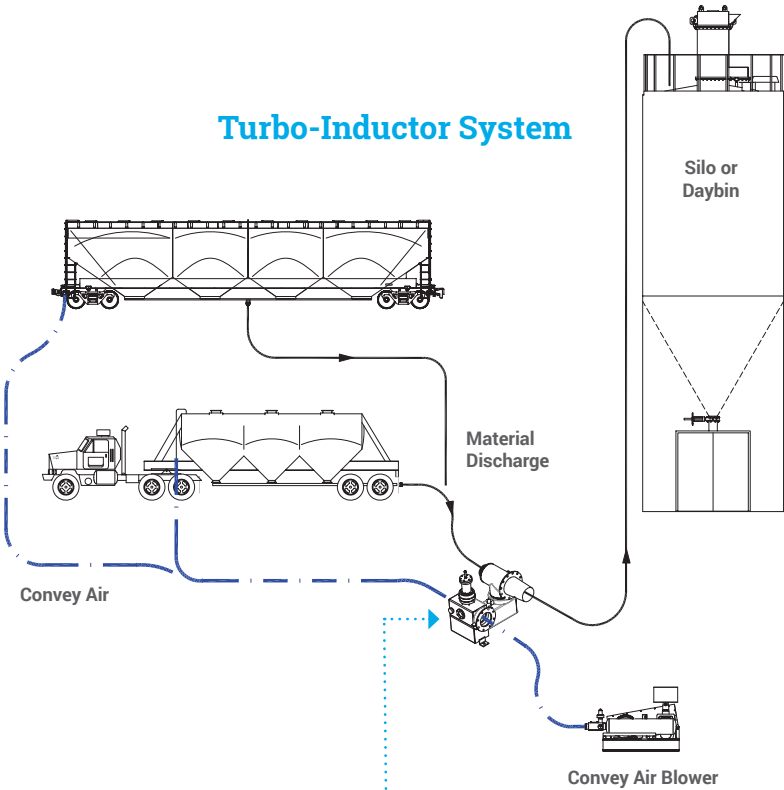 Turbo-Inductor System
Silo or
Daybin
Material
Discharge
Convey Air
Convey Air Blower